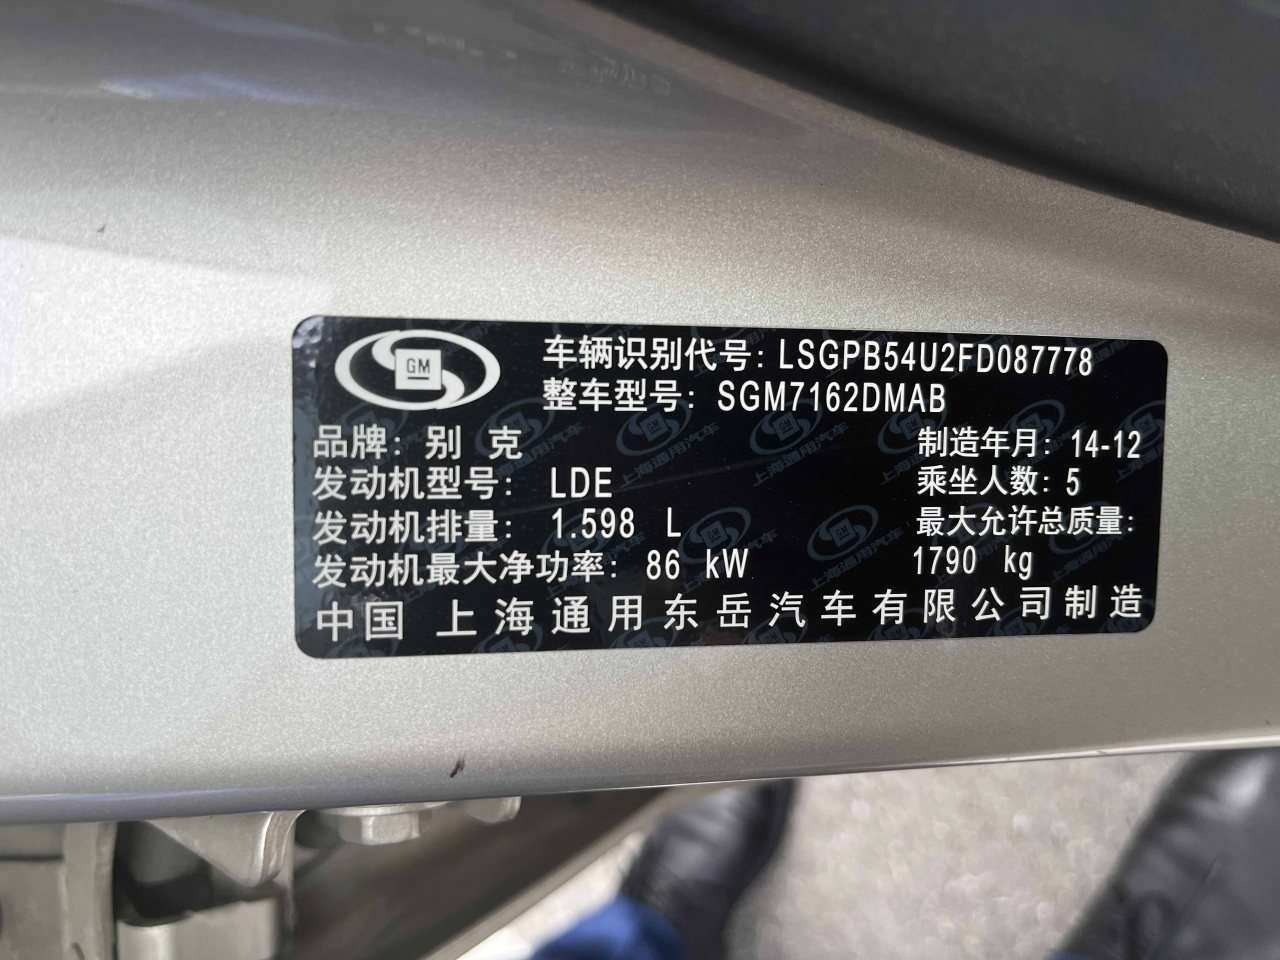 GM
车辆识别代号：LSGPB54U2FD087778
整车型号：SGM7162DMAB
品牌：别 克
制造年月：14-12
发动机型号： LDE
乘坐人数：5
发动机排量： 1.598 L
最大允许总质量：
发动机最大净功率： 86 kW
1790 kg
中国 上海通用东岳汽车有限公司制造